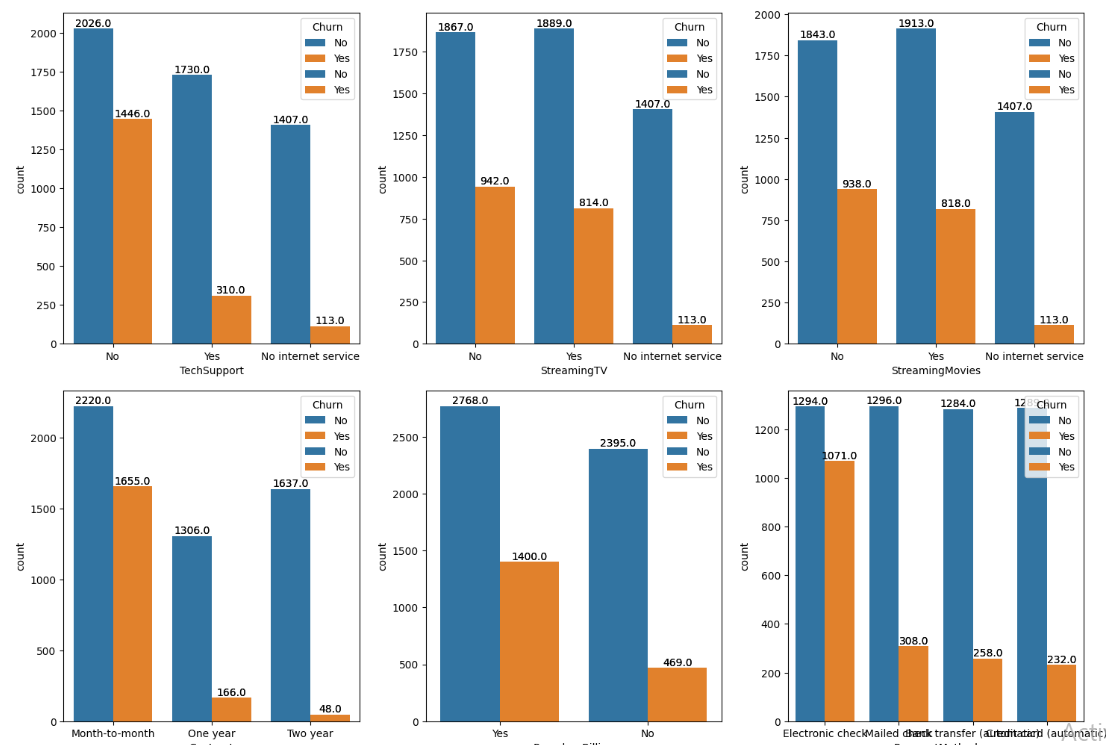 2026.0
1446.0
1730.0
310.0
1407.0
113.0
Churn
No
Yes
No
Yes
count
2000
1750
1500
1250
1000
750
500
250
0
No Yes No internet service
TechSupport
1867.0
942.0
1889.0
814.0
1407.0
113.0
Churn
No
Yes
No
Yes
count
1750
1500
1250
1000
750
500
250
0
No Yes No internet service
StreamingTV
1843.0
938.0
1913.0
818.0
1407.0
113.0
Churn
No
Yes
No
Yes
count
2000
1750
1500
1250
1000
750
500
250
0
No Yes No internet service
StreamingMovies
2220.0
1655.0
1306.0
166.0
1637.0
48.0
Churn
No
Yes
No
Yes
count
2000
1500
1000
500
0
Month-to-month One year Two year
2768.0
1400.0
2395.0
469.0
Churn
No
Yes
No
Yes
count
2500
2000
1500
1000
500
0
Yes No
1294.0
1071.0
1296.0
308.0
1284.0
258.0
232.0
Churn
No
Yes
No
Yes
count
1200
1000
800
600
400
200
0
Electronic check Mailed check Bank transfer (automatic) Credit card (automatic)